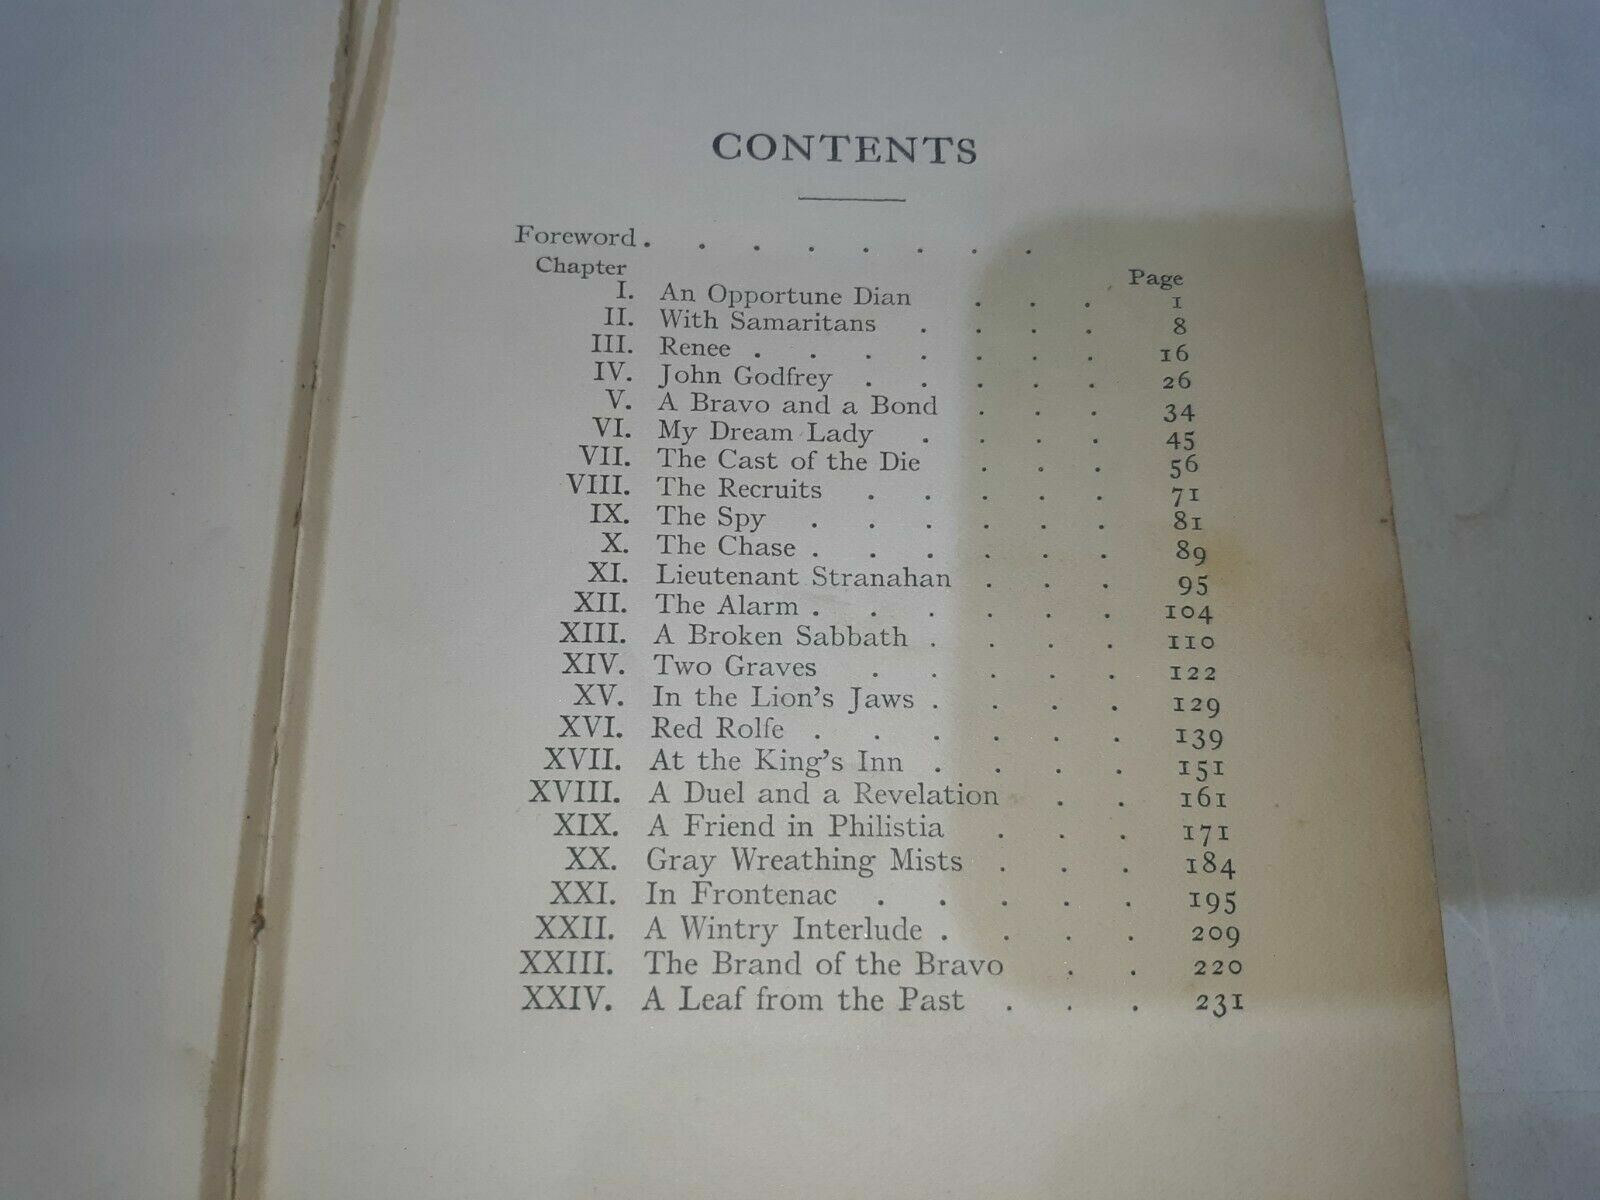 CONTENTS
Foreword . . . . . . . .
Chapter Page
I. An Opportune Dian . . . 1
II. With Samaritans . . . . 8
III. Renee . . . . . . . 16
IV. John Godfrey . . . . . 26
V. A Bravo and a Bond . . . 34
VI. My Dream Lady . . . . 45
VII. The Cast of the Die . . . 56
VIII. The Recruits . . . . . 71
IX. The Spy . . . . . . 81
X. The Chase . . . . . . 89
XI. Lieutenant Stranahan . . . 95
XII. The Alarm . . . . . . 104
XIII. A Broken Sabbath . . . . 110
XIV. Two Graves . . . . . 122
XV. In the Lion's Jaws . . . . 129
XVI. Red Rolfe . . . . . . 139
XVII. At the King's Inn . . . . 151
XVIII. A Duel and a Revelation . . 161
XIX. A Friend in Philistia . . . 171
XX. Gray Wreathing Mists . . . 184
XXI. In Frontenac . . . . . 195
XXII. A Wintry Interlude . . . . 209
XXIII. The Brand of the Bravo . . 220
XXIV. A Leaf from the Past . . . 231